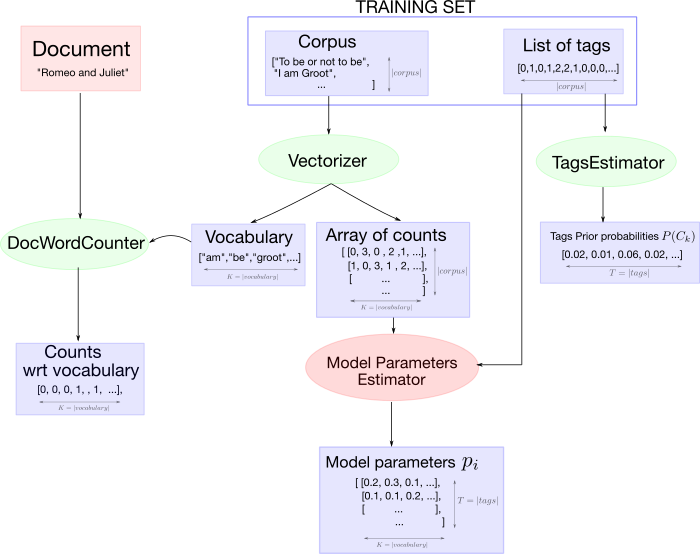 TRAINING SET
Document
"Romeo and Juliet"
Corpus
["To be or not to be",
"I am Groot",
... ]
|corpus|
List of tags
[0,1,0,1,2,2,1,0,0,0,...]
|corpus|
Vectorizer
TagsEstimator
DocWordCounter
Vocabulary
["am","be","groot",...]
K = |vocabulary|
Array of counts
[ [0, 3, 0 , 2 ,1, ...],
[1, 0, 3, 1 , 2, ...],
[ ... ],
... ]
|corpus|
K = |vocabulary|
Tags Prior probabilities P(C_k)
[0.02, 0.01, 0.06, 0.02, ...]
T = |tags|
Counts
wrt vocabulary
[0, 0, 0, 1, , 1, ...],
K = |vocabulary|
Model Parameters
Estimator
Model parameters p_i
[ [0.2, 0.3, 0.1, ...],
[0.1, 0.1, 0.2, ...],
[ ... ],
... ]
T = |tags|
K = |vocabulary|